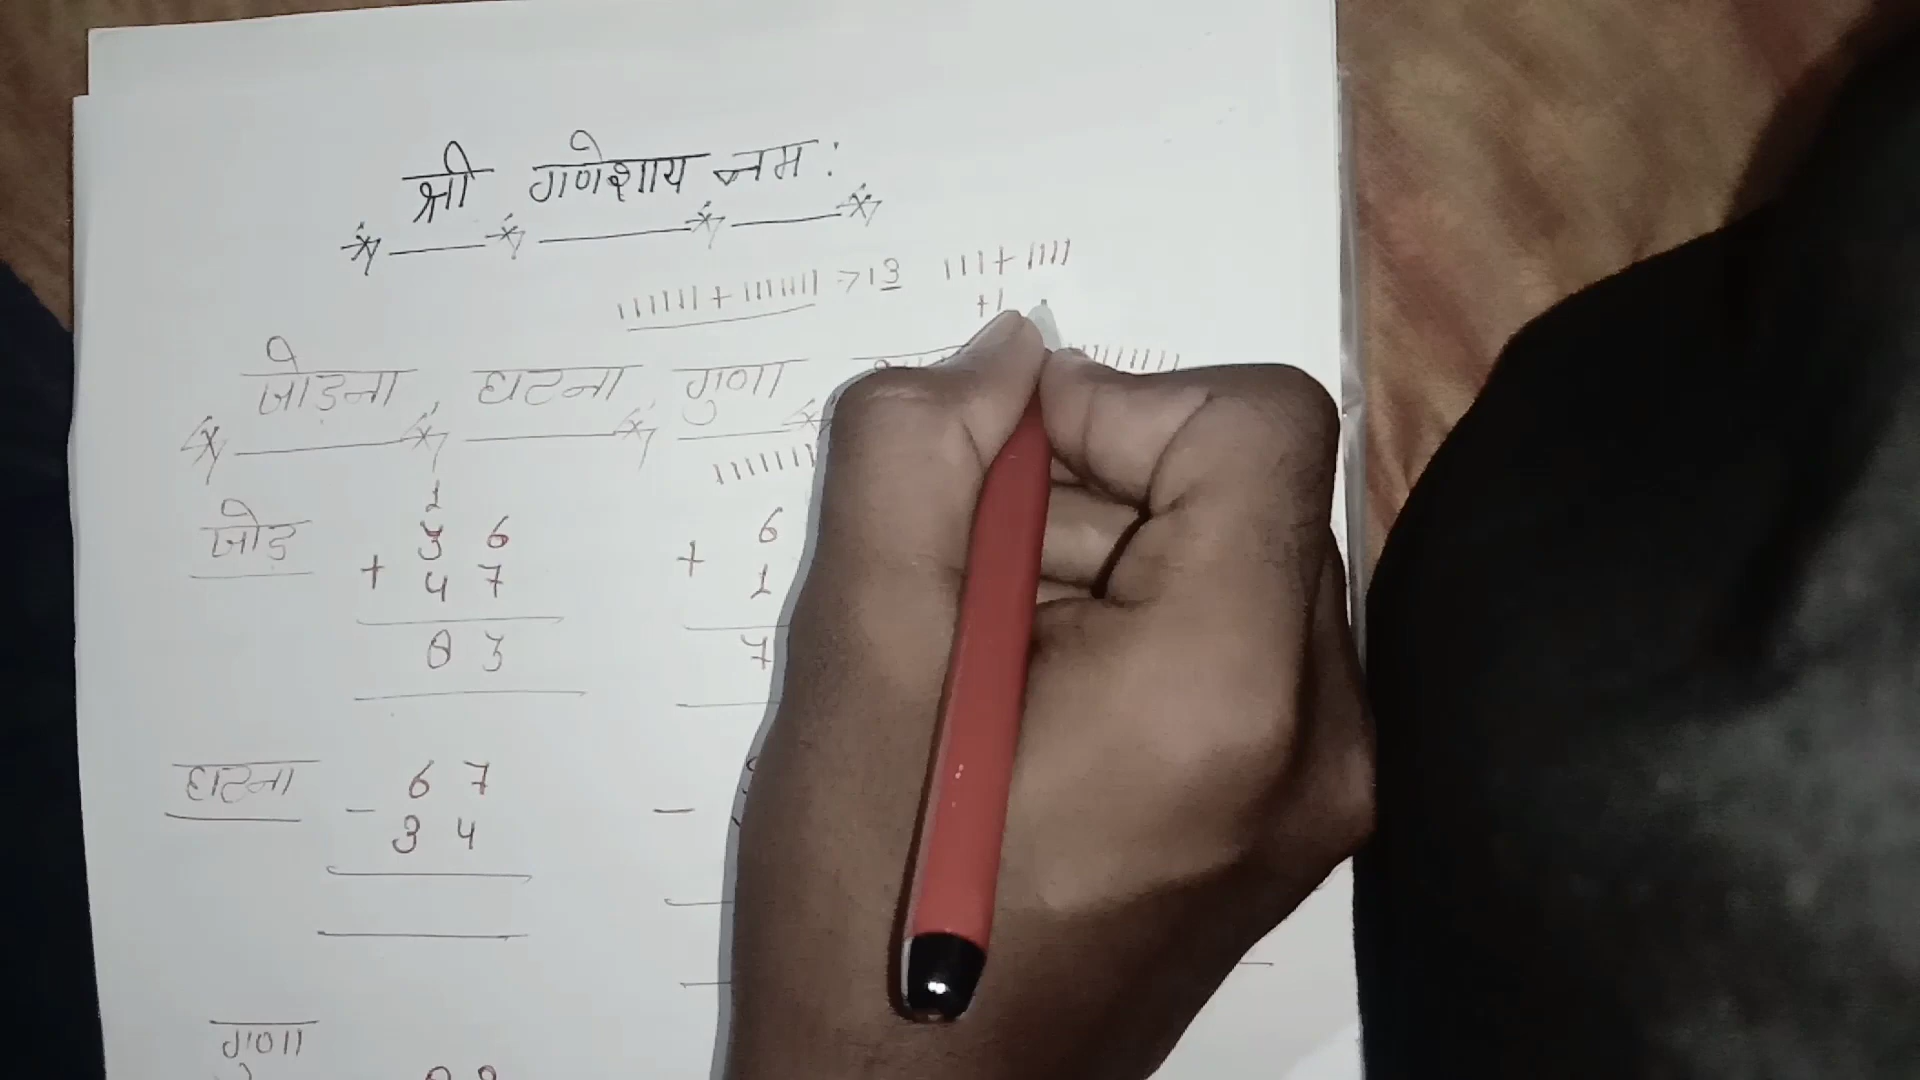 श्री गणेशाय नमः
||| + ||||
|||||| + ||||||| → 13
+1
जोड़ना, घटना, गुणा
|||||||
1
जोड़ 3 6 6
+ 4 7 + 1
8 3 7
घटना 6 7
- 3 4 -
गुणा